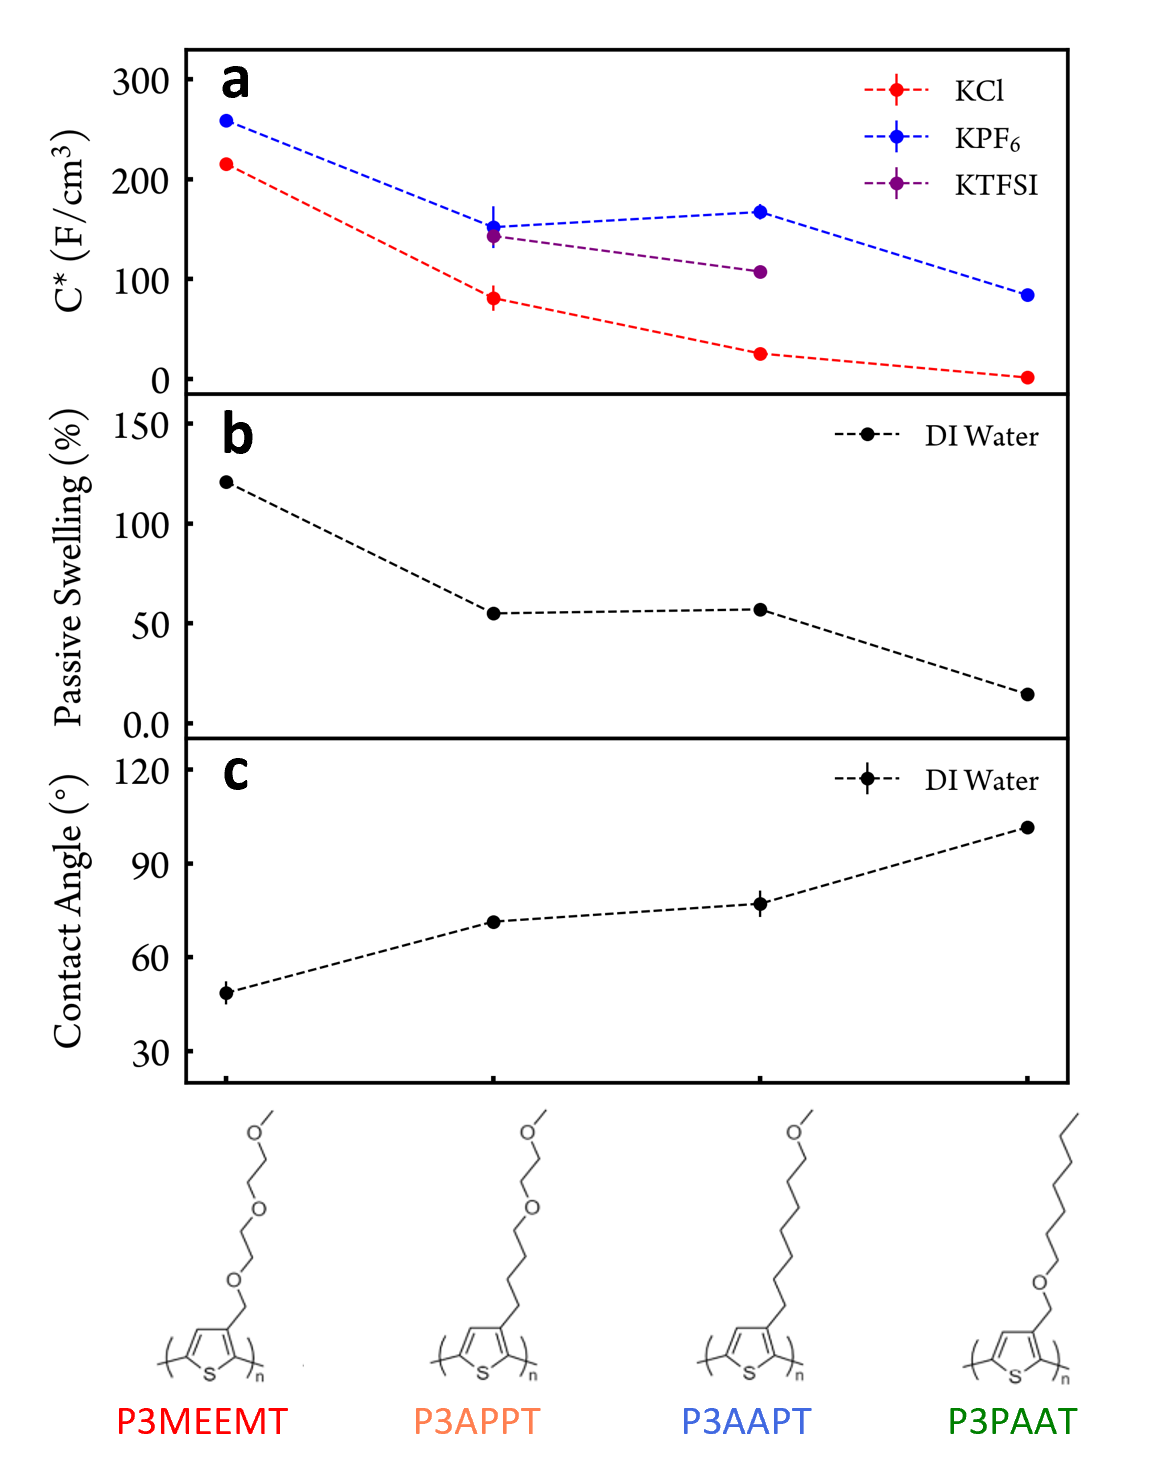 a
300
200
100
0
C* (F/cm³)
KCl
KPF₆
KTFSI
b
150
100
50
0.0
Passive Swelling (%)
DI Water
c
120
90
60
30
Contact Angle (°)
DI Water
O O O O
O O
O O
S n S n S n S n
P3MEEMT P3APPT P3AAPT P3PAAT